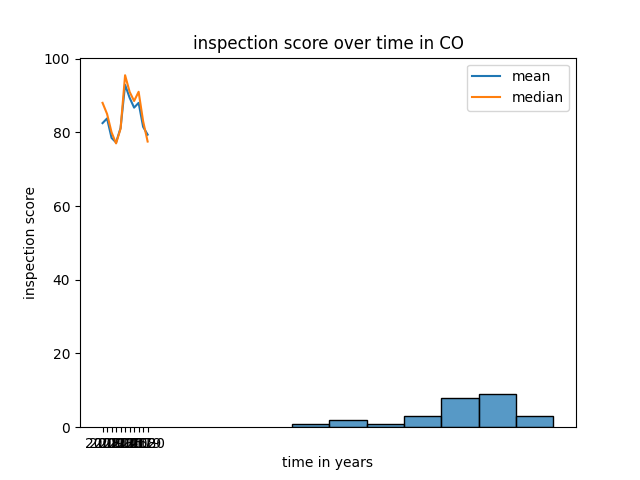 inspection score over time in CO
mean
median
100
80
60
40
20
0
inspection score
time in years